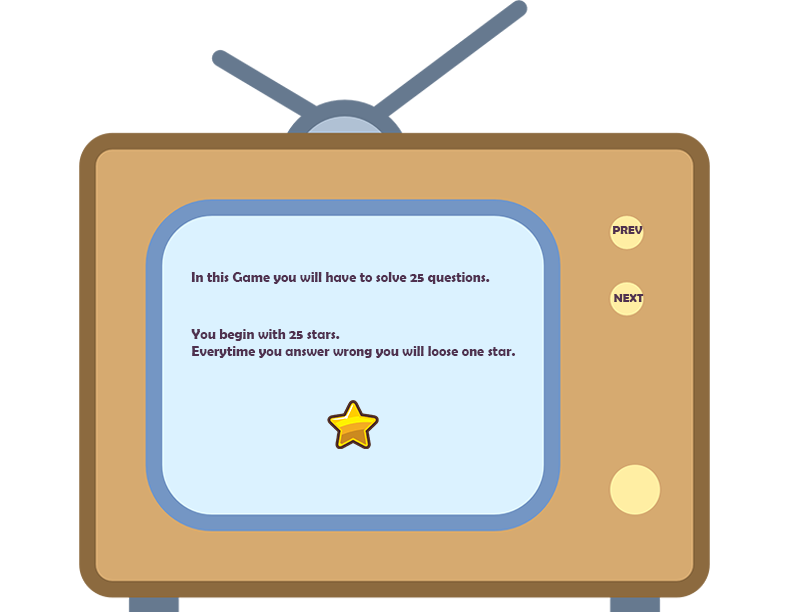 In this Game you will have to solve 25 questions.
You begin with 25 stars.
Everytime you answer wrong you will loose one star.
PREV
NEXT